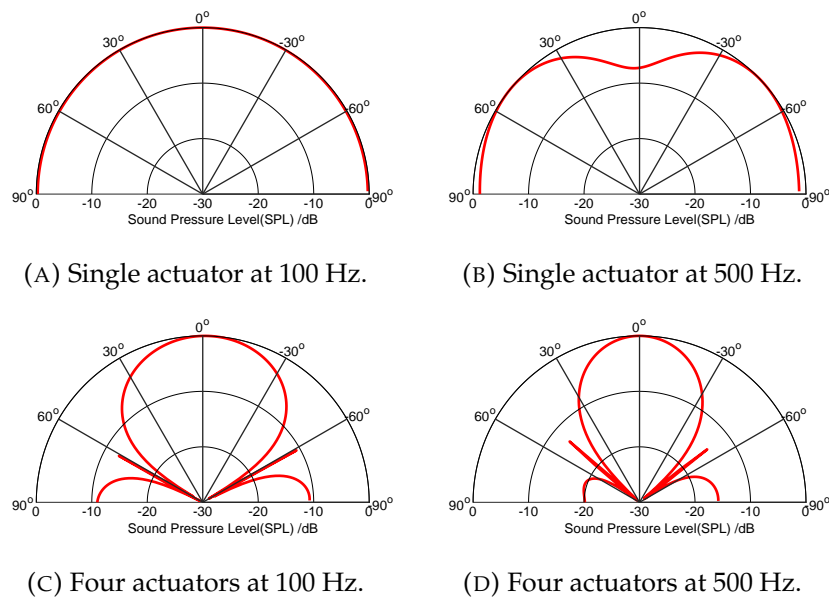 0°
30°
-30°
60°
-60°
90°
-90°
0 -10 -20 -30 -20 -10 0
Sound Pressure Level(SPL) /dB
(A) Single actuator at 100 Hz.
0°
30°
-30°
60°
-60°
90°
-90°
0 -10 -20 -30 -20 -10 0
Sound Pressure Level(SPL) /dB
(B) Single actuator at 500 Hz.
0°
30°
-30°
60°
-60°
90°
-90°
0 -10 -20 -30 -20 -10 0
Sound Pressure Level(SPL) /dB
(C) Four actuators at 100 Hz.
0°
30°
-30°
60°
-60°
90°
-90°
0 -10 -20 -30 -20 -10 0
Sound Pressure Level(SPL) /dB
(D) Four actuators at 500 Hz.